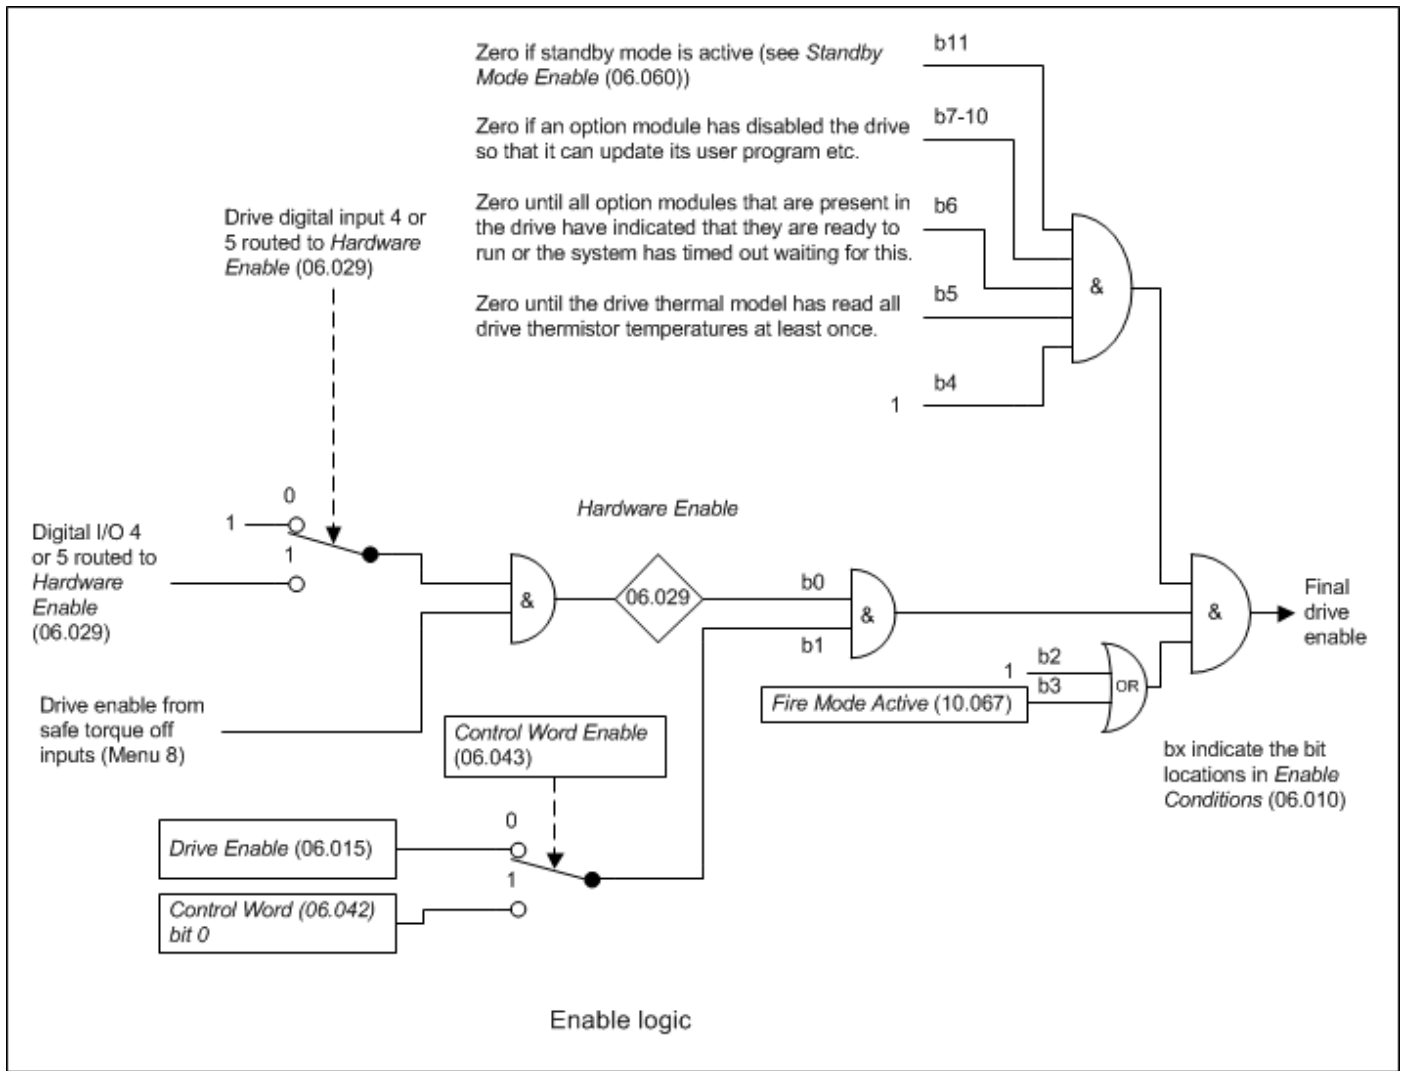 Zero if standby mode is active (see Standby
Mode Enable (06.060))
b11
Zero if an option module has disabled the drive
so that it can update its user program etc.
b7-10
Zero until all option modules that are present in
the drive have indicated that they are ready to
run or the system has timed out waiting for this.
b6
Zero until the drive thermal model has read all
drive thermistor temperatures at least once.
b5
1
b4
&
Drive digital input 4 or
5 routed to Hardware
Enable (06.029)
0
1
1
Digital I/O 4
or 5 routed to
Hardware
Enable
(06.029)
Drive enable from
safe torque off
inputs (Menu 8)
&
Hardware Enable
06.029
b0
b1
&
Control Word Enable
(06.043)
Drive Enable (06.015)
0
1
Control Word (06.042)
bit 0
1
b2
b3
Fire Mode Active (10.067)
OR
&
Final
drive
enable
bx indicate the bit
locations in Enable
Conditions (06.010)
Enable logic